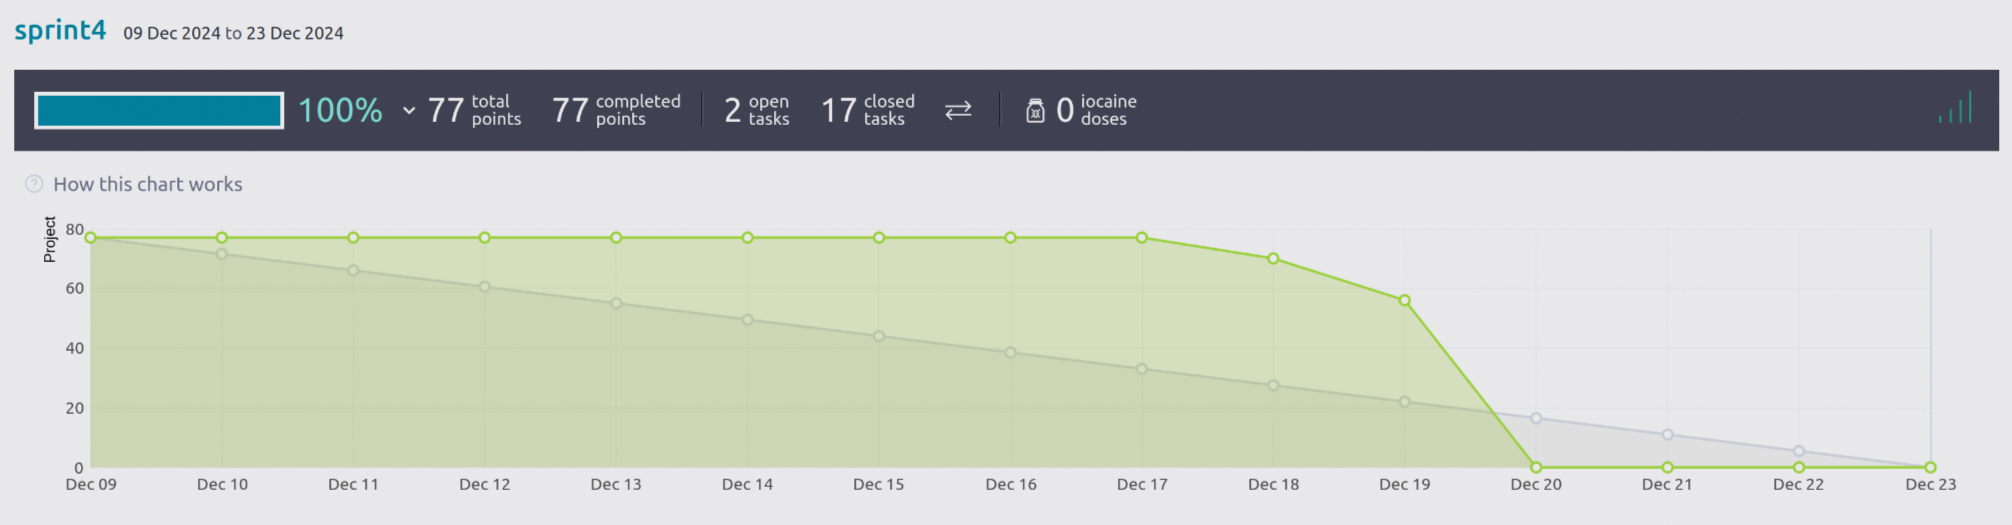 sprint4 09 Dec 2024 to 23 Dec 2024
100% 77 total points 77 completed points 2 open tasks 17 closed tasks 0 iocaine doses
? How this chart works
Project
80
60
40
20
0
Dec 09 Dec 10 Dec 11 Dec 12 Dec 13 Dec 14 Dec 15 Dec 16 Dec 17 Dec 18 Dec 19 Dec 20 Dec 21 Dec 22 Dec 23